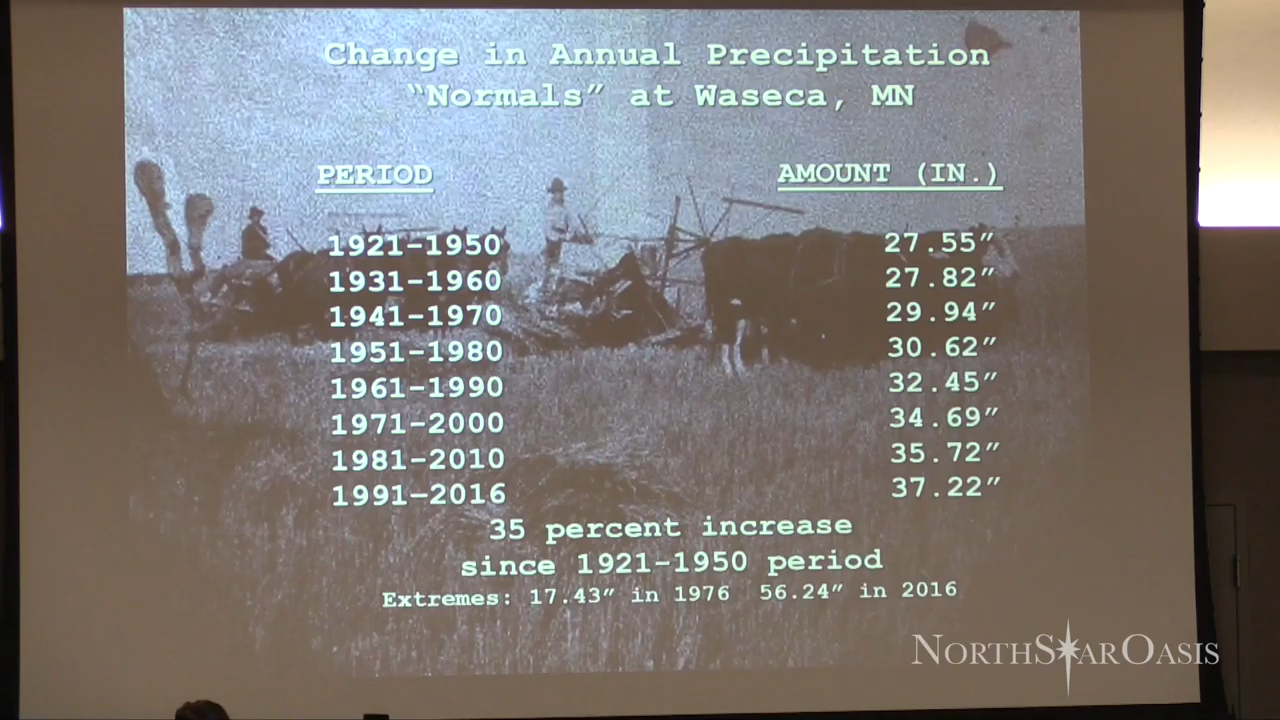 Change in Annual Precipitation
“Normals” at Waseca, MN
PERIOD AMOUNT (IN.)
1921-1950 27.55”
1931-1960 27.82”
1941-1970 29.94”
1951-1980 30.62”
1961-1990 32.45”
1971-2000 34.69”
1981-2010 35.72”
1991-2016 37.22”
35 percent increase
since 1921-1950 period
Extremes: 17.43” in 1976 56.24” in 2016
NORTHSTAROASIS